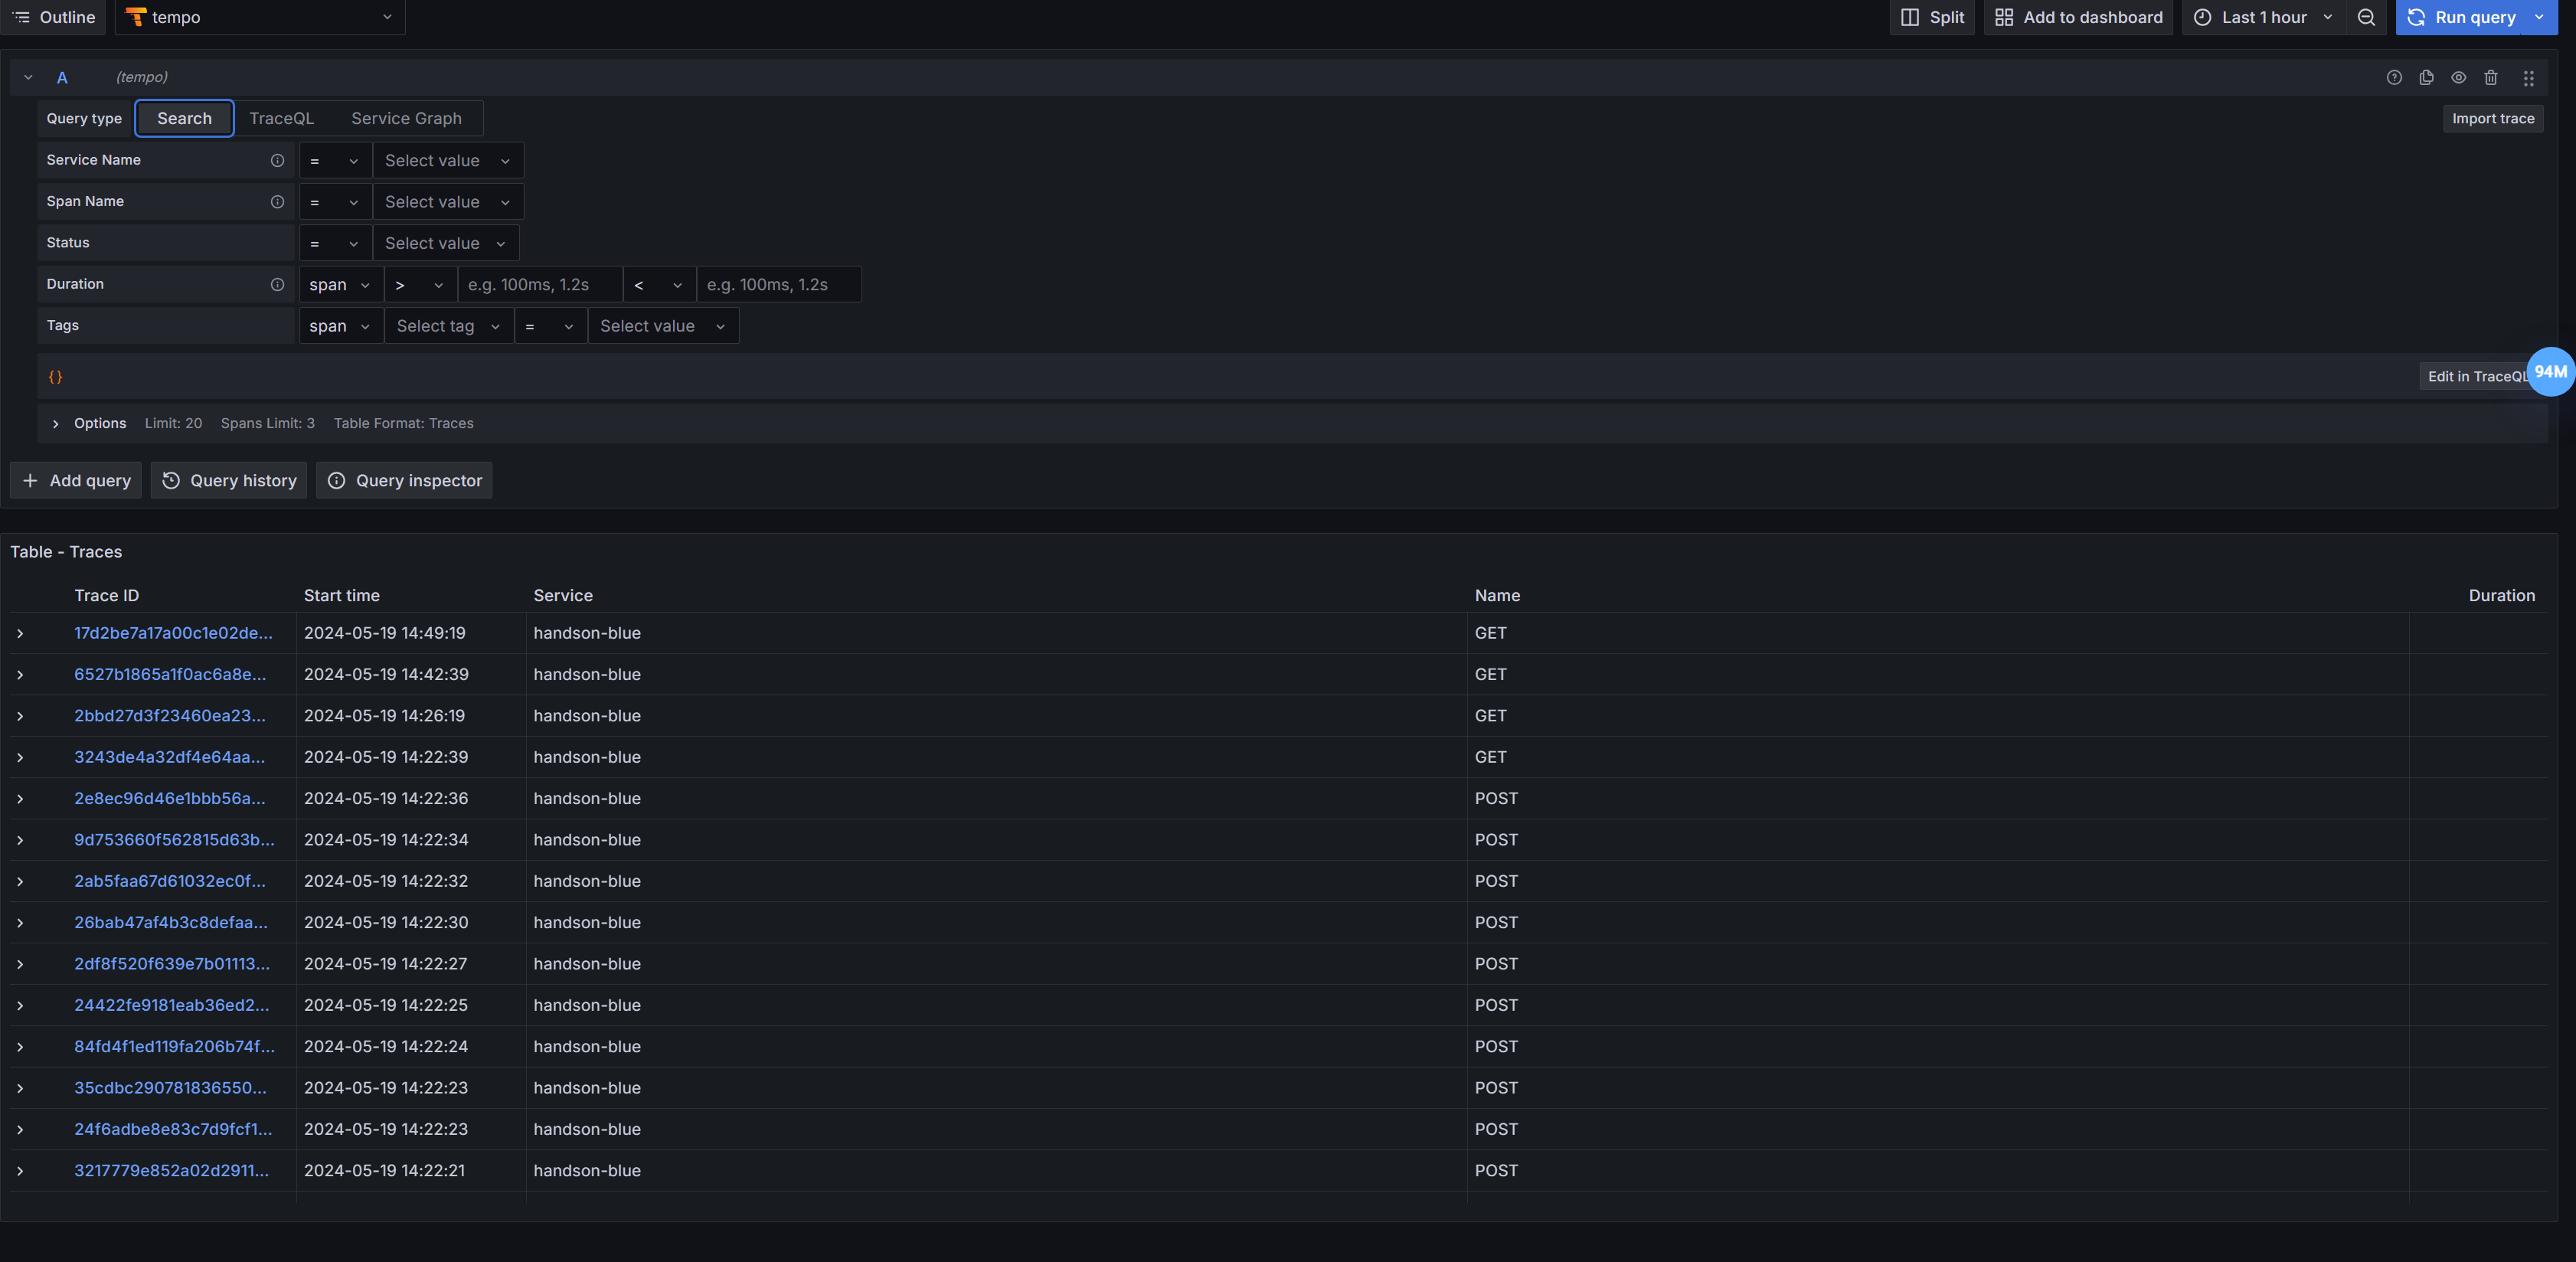 Outline tempo Split Add to dashboard Last 1 hour Run query
A (tempo)
Query type Search TraceQL Service Graph Import trace
Service Name = Select value
Span Name = Select value
Status = Select value
Duration span > e.g. 100ms, 1.2s < e.g. 100ms, 1.2s
Tags span Select tag = Select value
{} Edit in TraceQL 94M
Options Limit: 20 Spans Limit: 3 Table Format: Traces
+ Add query Query history Query inspector
Table - Traces
Trace ID Start time Service Name Duration
17d2be7a17a00c1e02de... 2024-05-19 14:49:19 handson-blue GET
6527b1865a1f0ac6a8e... 2024-05-19 14:42:39 handson-blue GET
2bbd27d3f23460ea23... 2024-05-19 14:26:19 handson-blue GET
3243de4a32df4e64aa... 2024-05-19 14:22:39 handson-blue GET
2e8ec96d46e1bbb56a... 2024-05-19 14:22:36 handson-blue POST
9d753660f562815d63b... 2024-05-19 14:22:34 handson-blue POST
2ab5faa67d61032ec0f... 2024-05-19 14:22:32 handson-blue POST
26bab47af4b3c8defaa... 2024-05-19 14:22:30 handson-blue POST
2df8f520f639e7b01113... 2024-05-19 14:22:27 handson-blue POST
24422fe9181eab36ed2... 2024-05-19 14:22:25 handson-blue POST
84fd4f1ed119fa206b74f... 2024-05-19 14:22:24 handson-blue POST
35cdbc290781836550... 2024-05-19 14:22:23 handson-blue POST
24f6adbe8e83c7d9fcf1... 2024-05-19 14:22:23 handson-blue POST
3217779e852a02d2911... 2024-05-19 14:22:21 handson-blue POST